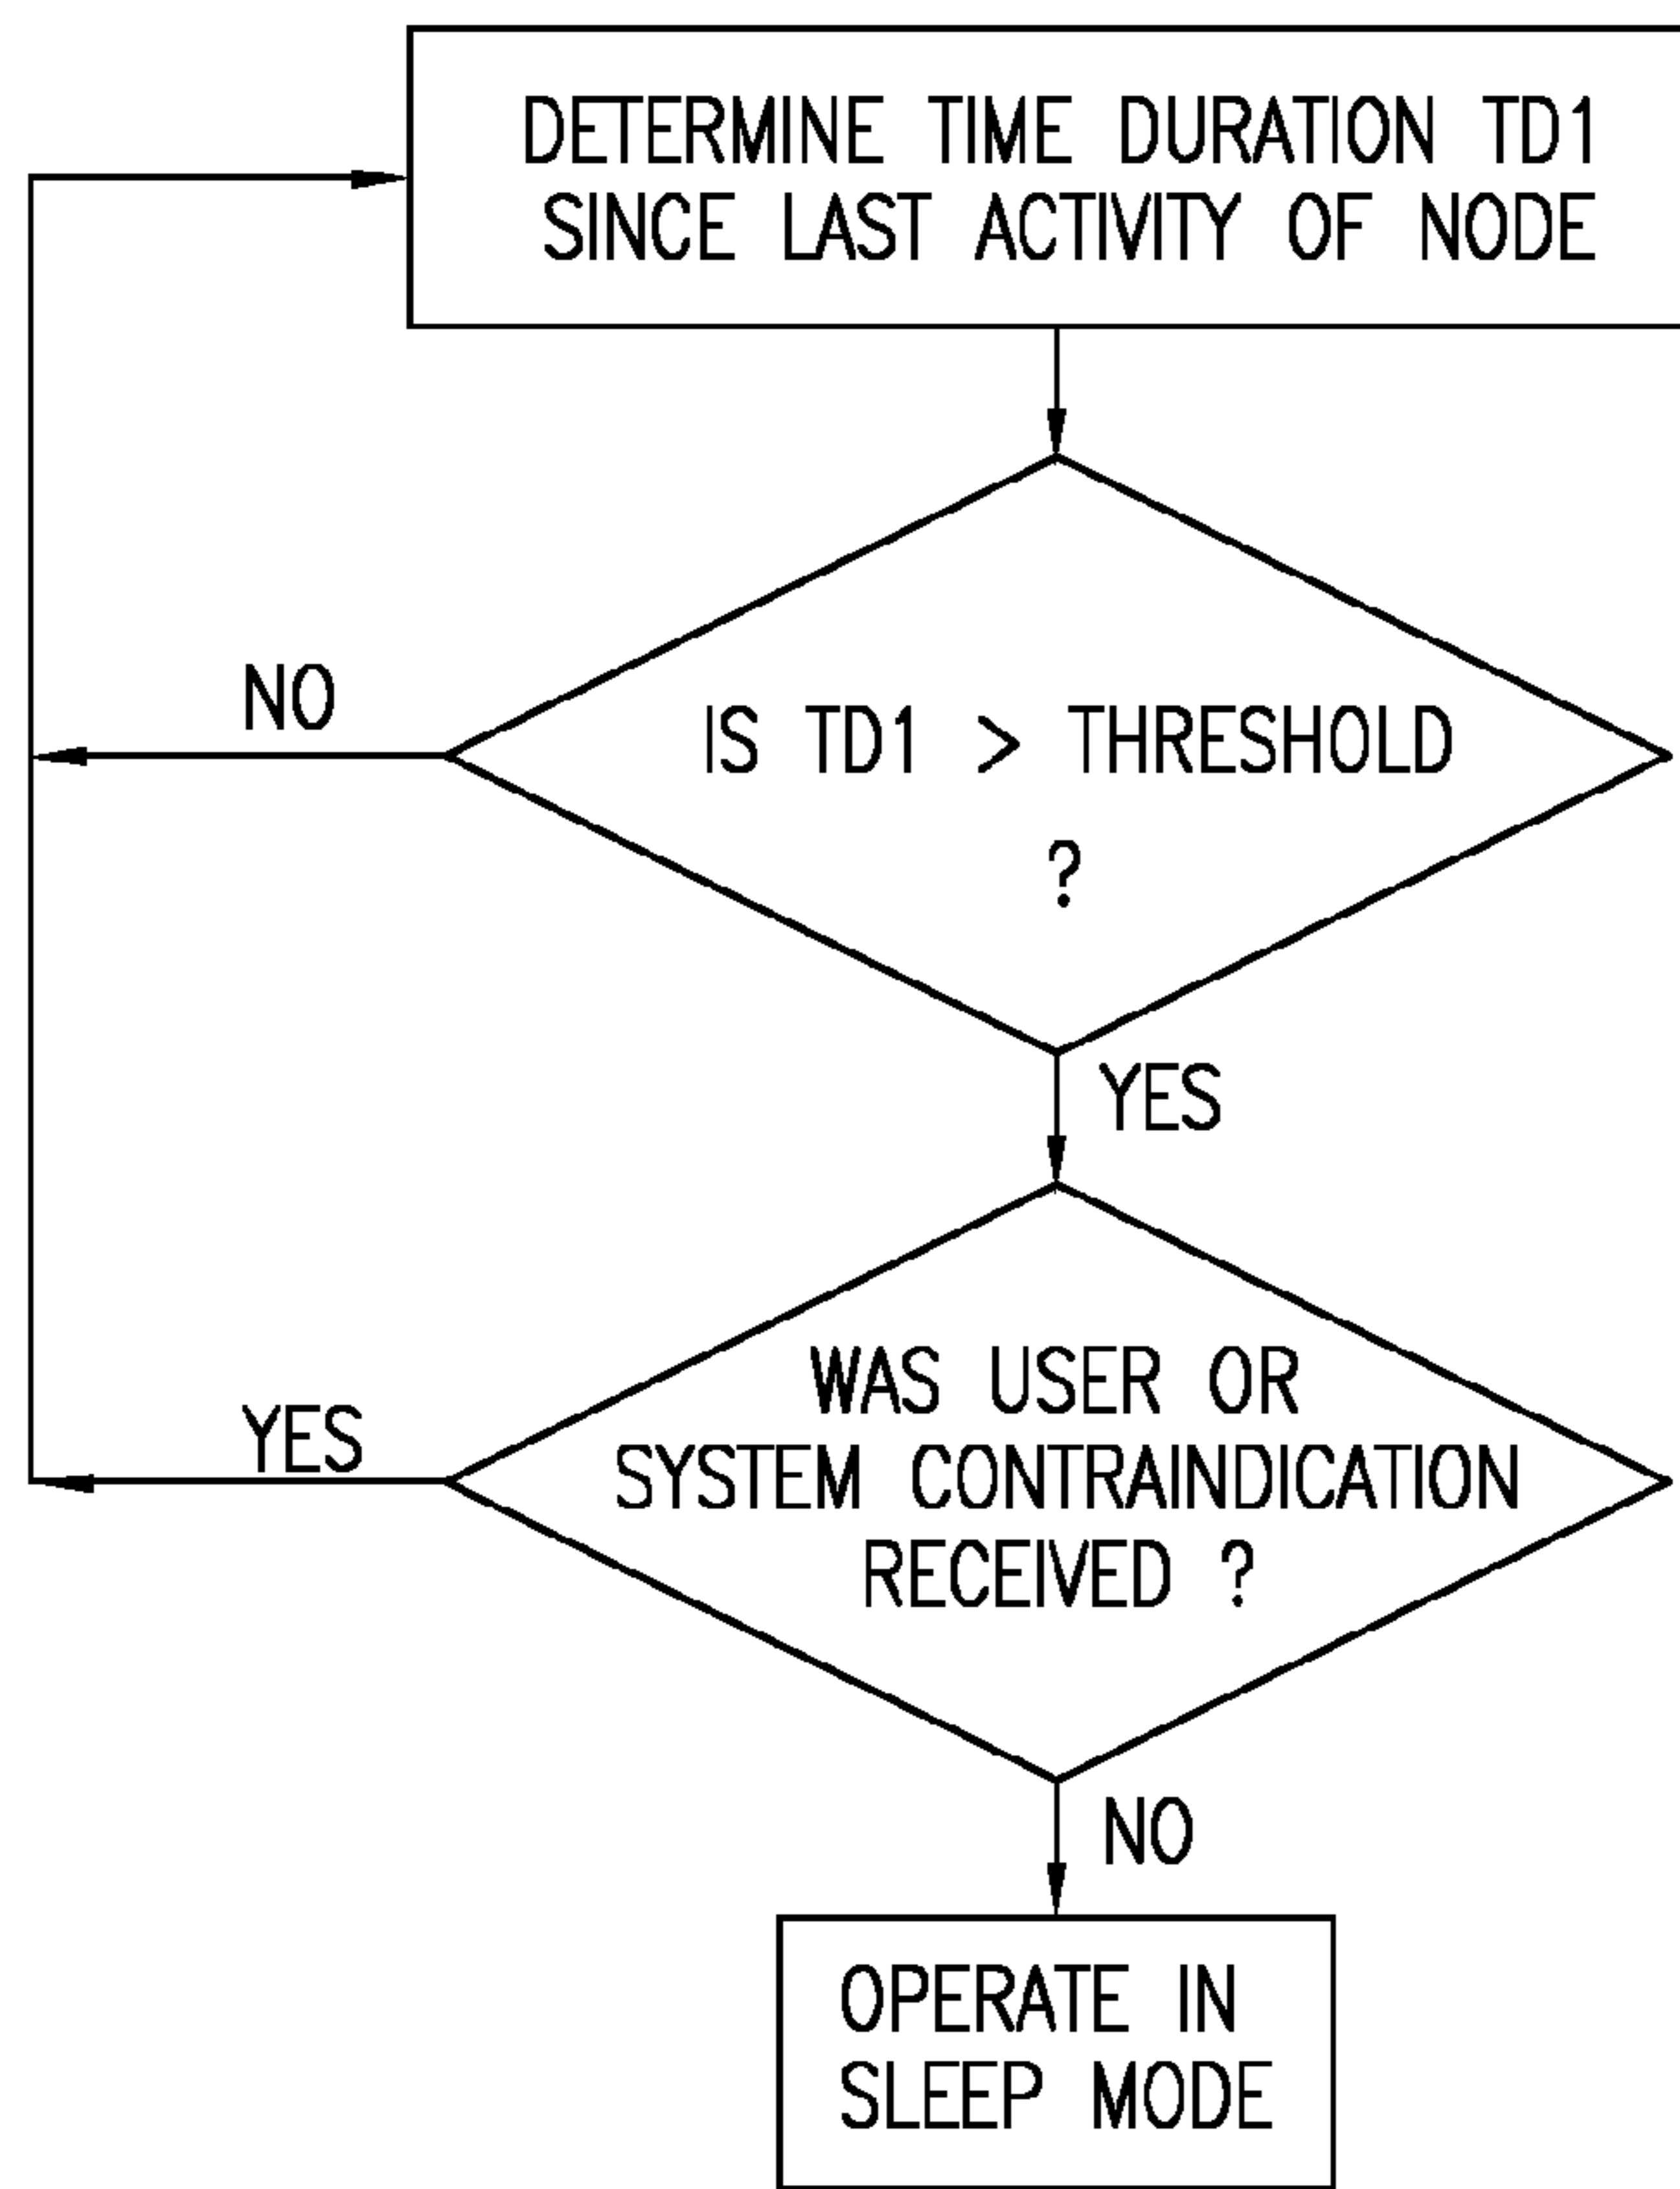 DETERMINE TIME DURATION TD1
SINCE LAST ACTIVITY OF NODE
NO
IS TD1 > THRESHOLD
?
YES
WAS USER OR
SYSTEM CONTRAINDICATION
RECEIVED ?
YES
NO
OPERATE IN
SLEEP MODE